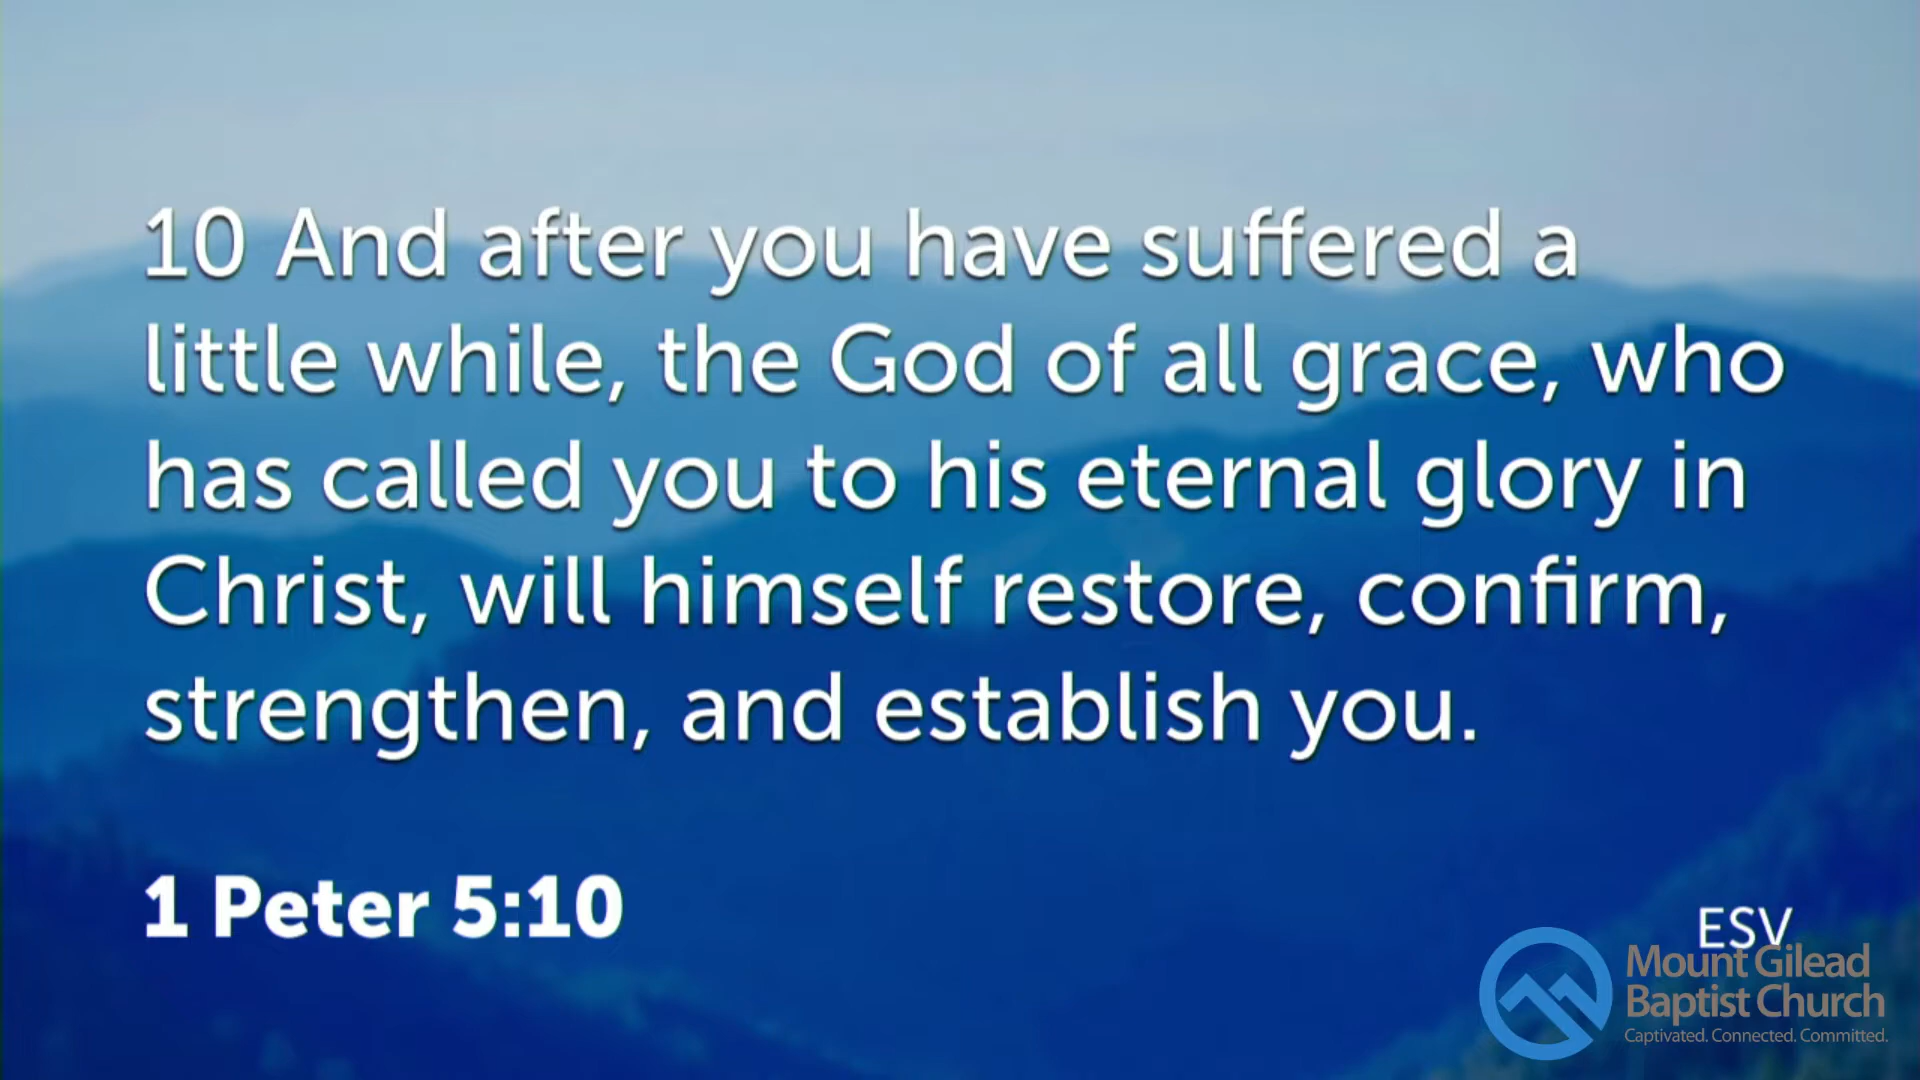 10 And after you have suffered a
little while, the God of all grace, who
has called you to his eternal glory in
Christ, will himself restore, confirm,
strengthen, and establish you.
1 Peter 5:10
ESV
Mount Gilead
Baptist Church
Captivated. Connected. Committed.